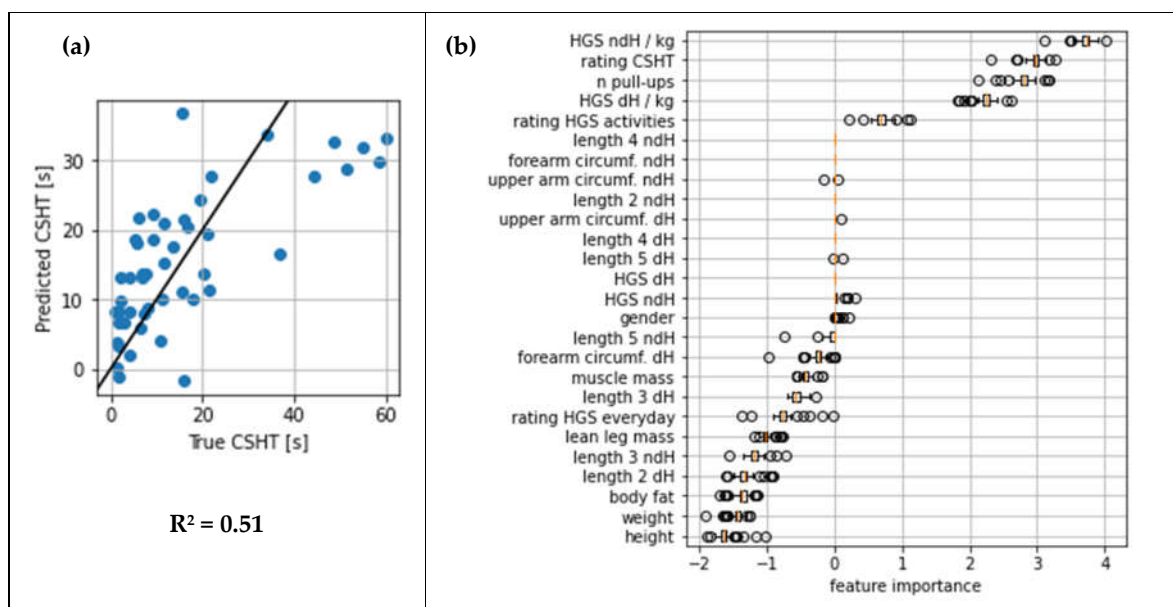 (a)
Predicted CSHT [s]
30
20
10
0
0 20 40 60
True CSHT [s]
R² = 0.51
(b)
HGS ndH / kg
rating CSHT
n pull-ups
HGS dH / kg
rating HGS activities
length 4 ndH
forearm circumf. ndH
upper arm circumf. ndH
length 2 ndH
upper arm circumf. dH
length 4 dH
length 5 dH
HGS dH
HGS ndH
gender
length 5 ndH
forearm circumf. dH
muscle mass
length 3 dH
rating HGS everyday
lean leg mass
length 3 ndH
length 2 dH
body fat
weight
height
−2 −1 0 1 2 3 4
feature importance